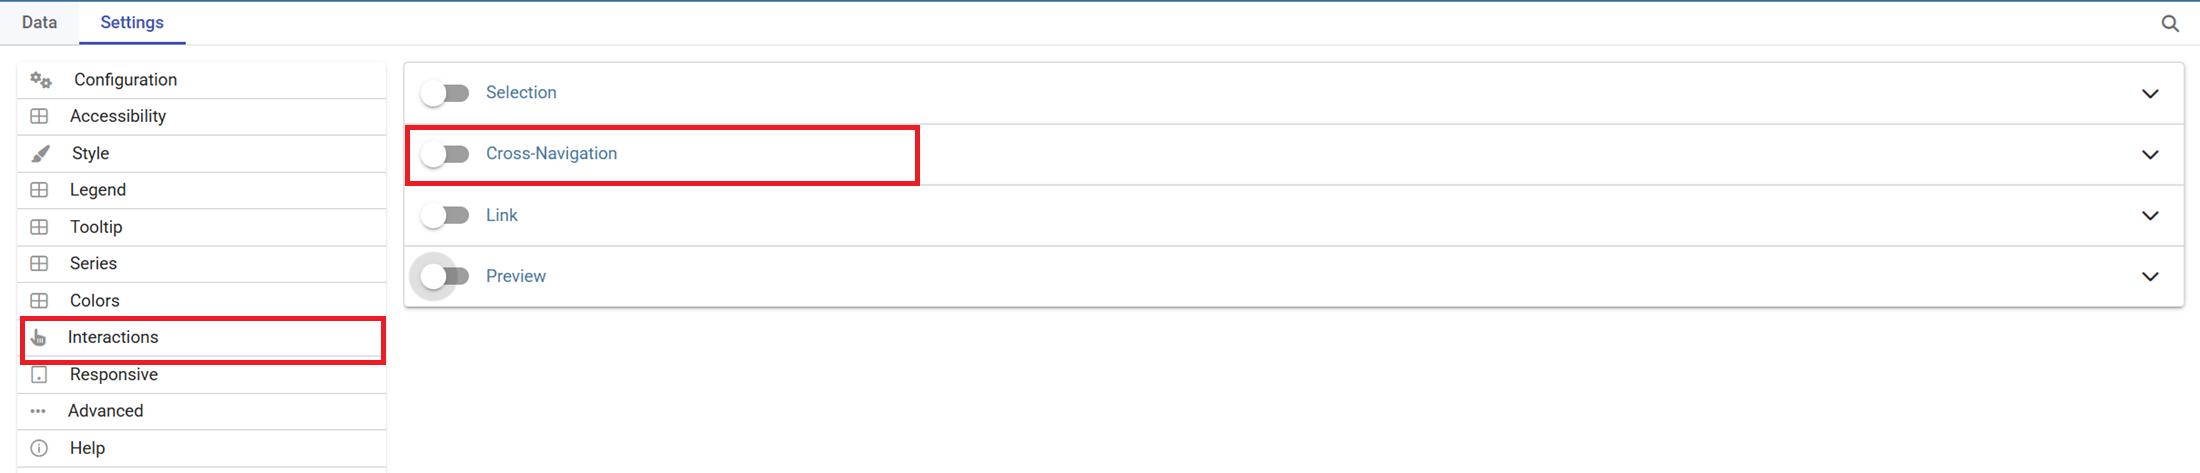 Data Settings
Configuration
Accessibility
Style
Legend
Tooltip
Series
Colors
Interactions
Responsive
Advanced
Help
Selection
Cross-Navigation
Link
Preview